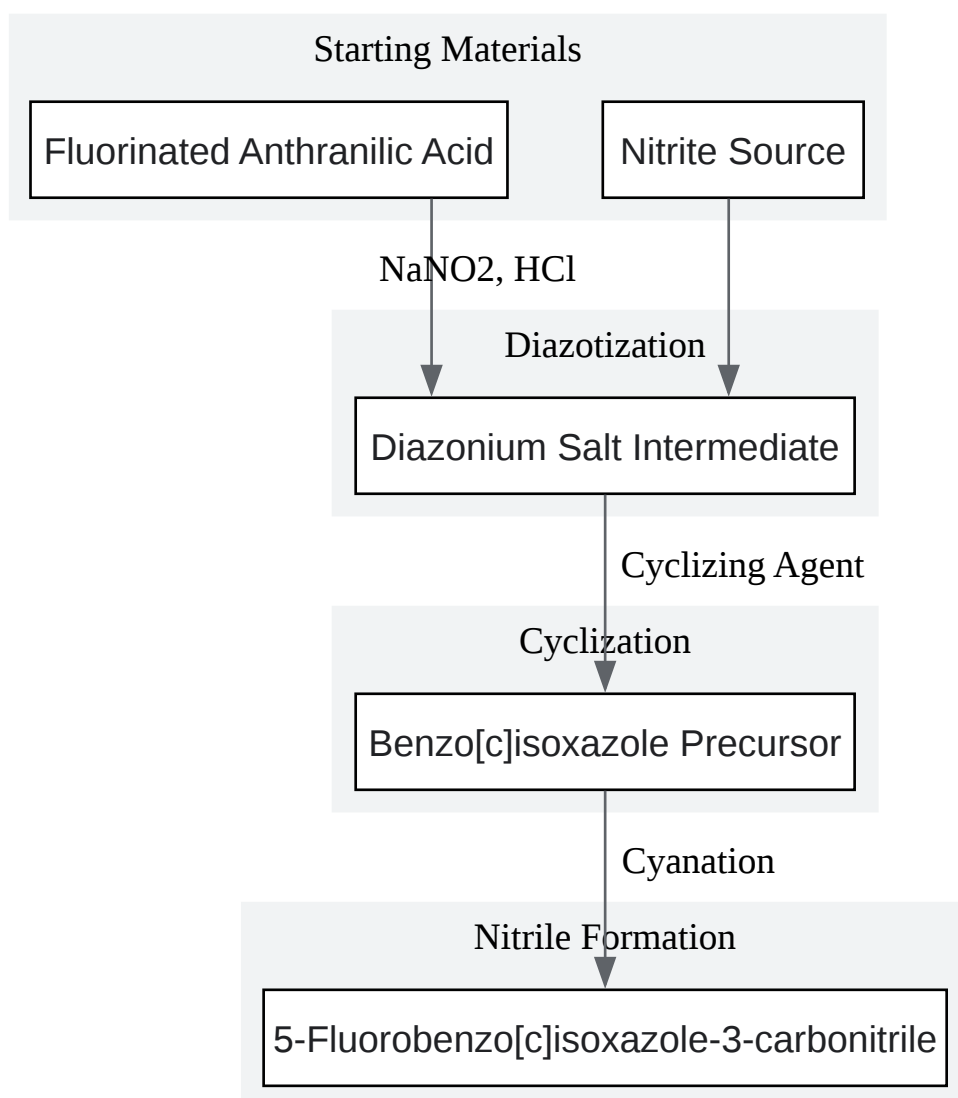 Starting Materials
Fluorinated Anthranilic Acid
Nitrite Source
NaNO2, HCl
Diazotization
Diazonium Salt Intermediate
Cyclizing Agent
Cyclization
Benzo[c]isoxazole Precursor
Cyanation
Nitrile Formation
5-Fluorobenzo[c]isoxazole-3-carbonitrile